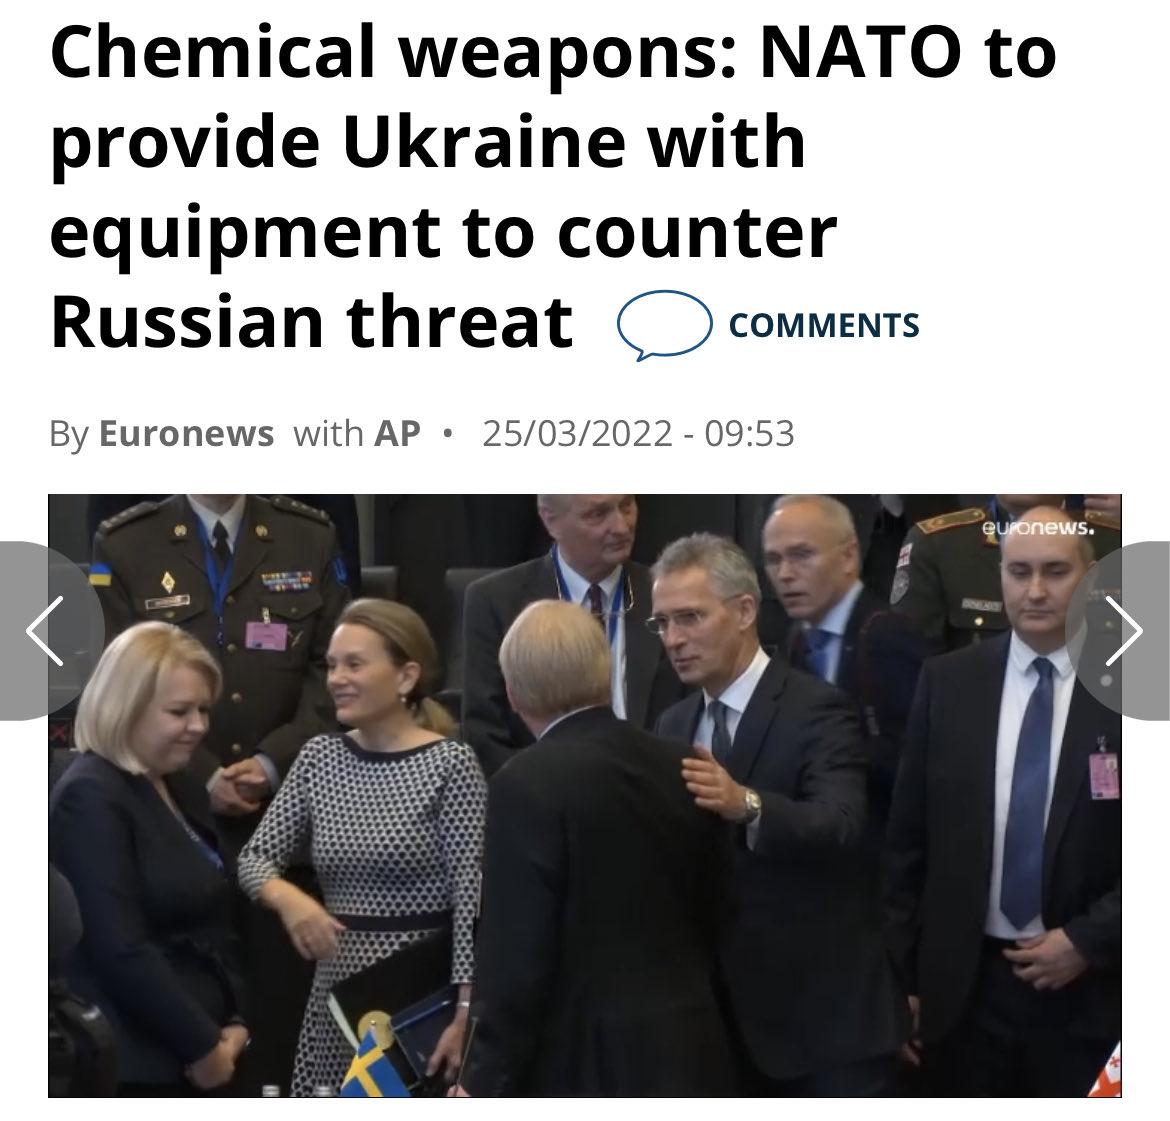 Chemical weapons: NATO to
provide Ukraine with
equipment to counter
Russian threat COMMENTS
By Euronews with AP • 25/03/2022 - 09:53
euronews.